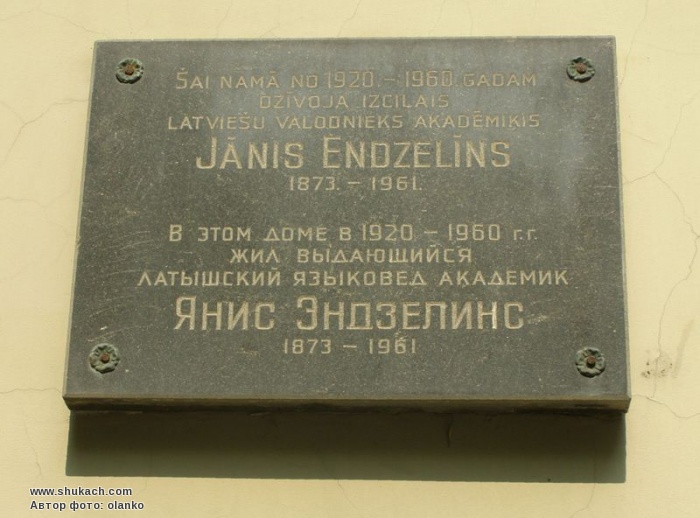 ŠAI NAMĀ NO 1920. – 1960. GADAM
DZĪVOJA IZCILAIS
LATVIEŠU VALODNIEKS AKADĒMIĶIS
JĀNIS ENDZELĪNS
1873. – 1961.
В ЭТОМ ДОМЕ В 1920 – 1960 Г.Г.
ЖИЛ ВЫДАЮЩИЙСЯ
ЛАТЫШСКИЙ ЯЗЫКОВЕД АКАДЕМИК
ЯНИС ЭНДЗЕЛИНС
1873 – 1961
www.shukach.com
Автор фото: olanko